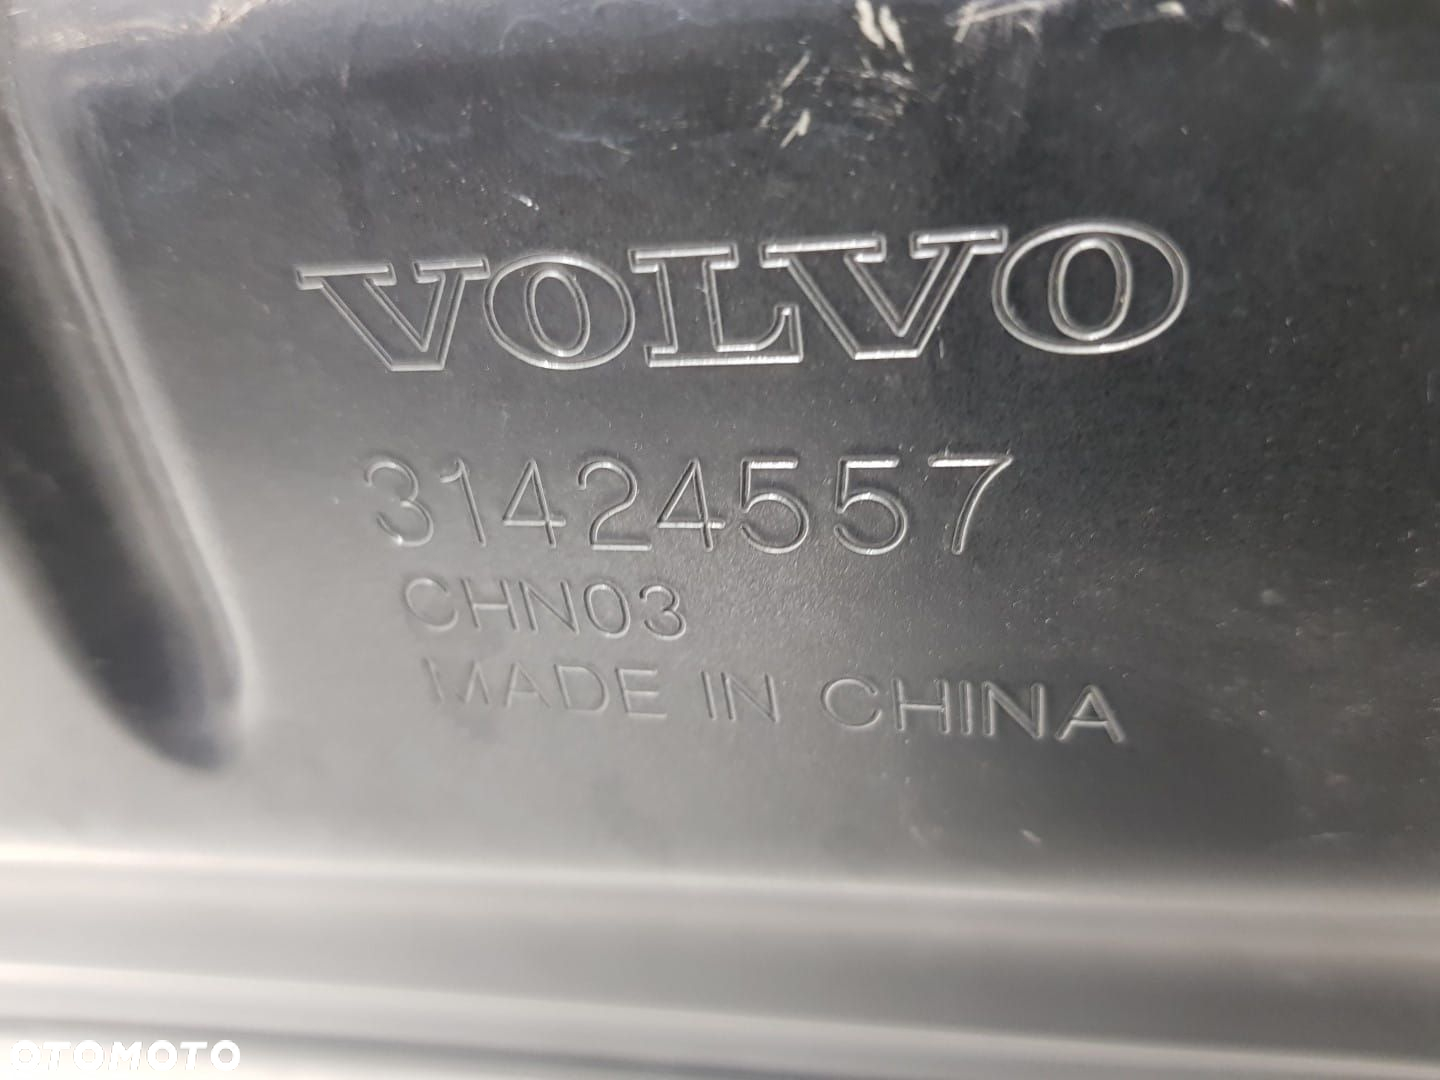 VOLVO
31424557
CHN03
MADE IN CHINA
OTOMOTO